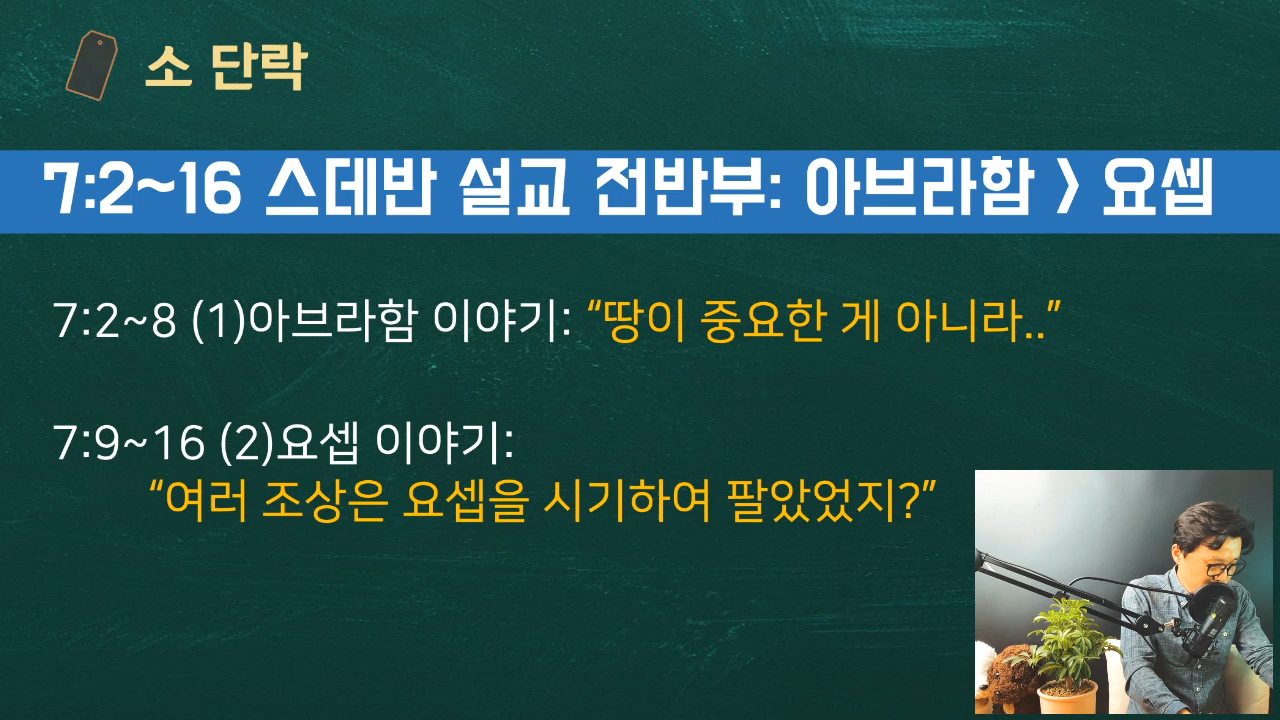 소 단락
7:2~16 스데반 설교 전반부: 아브라함 > 요셉
7:2~8 (1)아브라함 이야기: “땅이 중요한 게 아니라..”
7:9~16 (2)요셉 이야기:
“여러 조상은 요셉을 시기하여 팔았었지?”